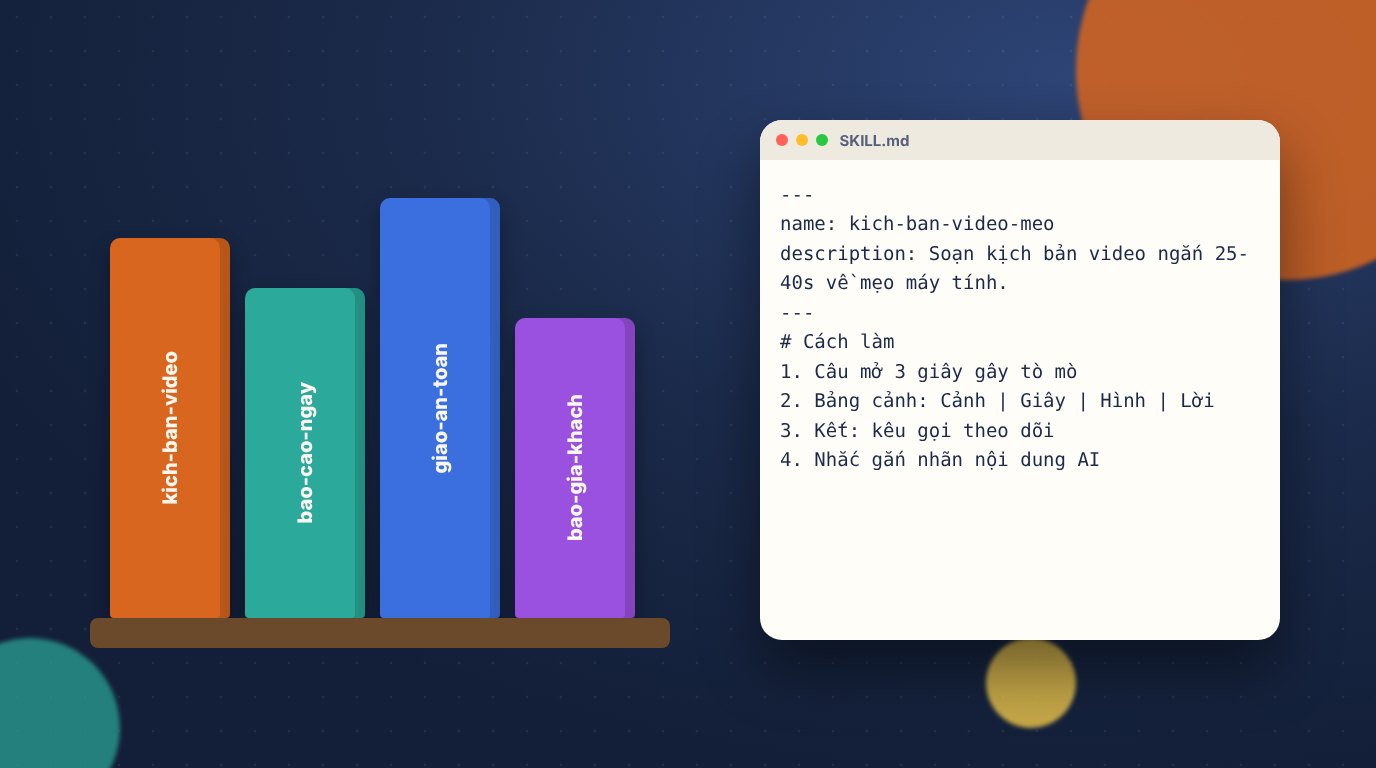 kich-ban-video
bao-cao-ngay
giao-an-toan
bao-gia-khach
SKILL.md
---
name: kich-ban-video-meo
description: Soạn kịch bản video ngắn 25-
40s về mẹo máy tính.
---
# Cách làm
1. Câu mở 3 giây gây tò mò
2. Bảng cảnh: Cảnh | Giây | Hình | Lời
3. Kết: kêu gọi theo dõi
4. Nhắc gắn nhãn nội dung AI